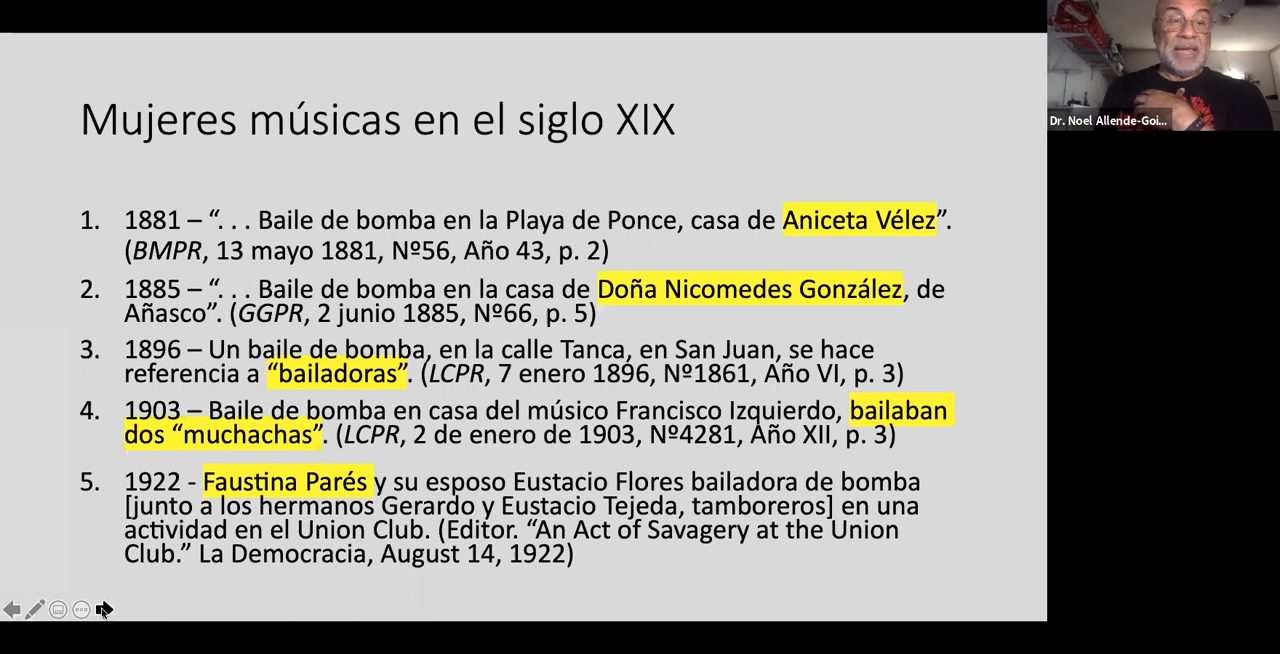 Mujeres músicas en el siglo XIX
1. 1881 – “. . . Baile de bomba en la Playa de Ponce, casa de Aniceta Vélez”.
(BMPR, 13 mayo 1881, Nº56, Año 43, p. 2)
2. 1885 – “. . . Baile de bomba en la casa de Doña Nicomedes González, de
Añasco”. (GGPR, 2 junio 1885, Nº66, p. 5)
3. 1896 – Un baile de bomba, en la calle Tanca, en San Juan, se hace
referencia a “bailadoras”. (LCPR, 7 enero 1896, Nº1861, Año VI, p. 3)
4. 1903 – Baile de bomba en casa del músico Francisco Izquierdo, bailaban
dos “muchachas”. (LCPR, 2 de enero de 1903, Nº4281, Año XII, p. 3)
5. 1922 - Faustina Parés y su esposo Eustacio Flores bailadora de bomba
[junto a los hermanos Gerardo y Eustacio Tejeda, tamboreros] en una
actividad en el Union Club. (Editor. “An Act of Savagery at the Union
Club.” La Democracia, August 14, 1922)
Dr. Noel Allende-Goi...